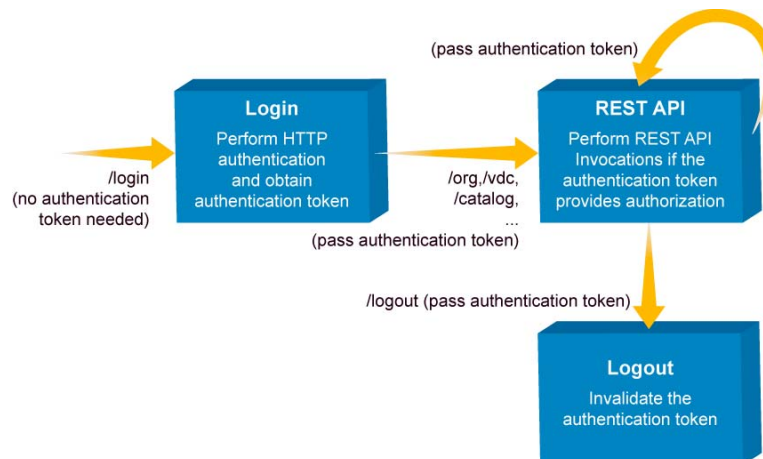 (pass authentication token)
Login
Perform HTTP
authentication
and obtain
authentication token
REST API
Perform REST API
Invocations if the
authentication token
provides authorization
/login
(no authentication
token needed)
/org,/vdc,
/catalog,
...
(pass authentication token)
/logout (pass authentication token)
Logout
Invalidate the
authentication token